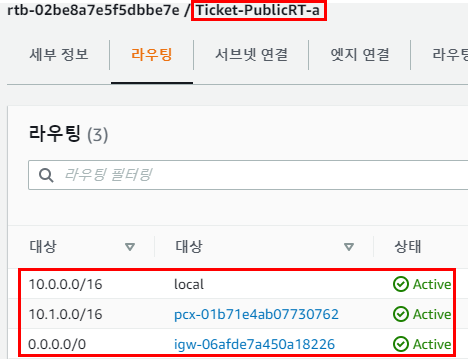 rtb-02be8a7e5f5dbbe7e / Ticket-PublicRT-a
세부 정보 라우팅 서브넷 연결 엣지 연결 라우팅
라우팅 (3)
라우팅 필터링
대상 대상 상태
10.0.0.0/16 local Active
10.1.0.0/16 pcx-01b71e4ab07730762 Active
0.0.0.0/0 igw-06afde7a450a18226 Active